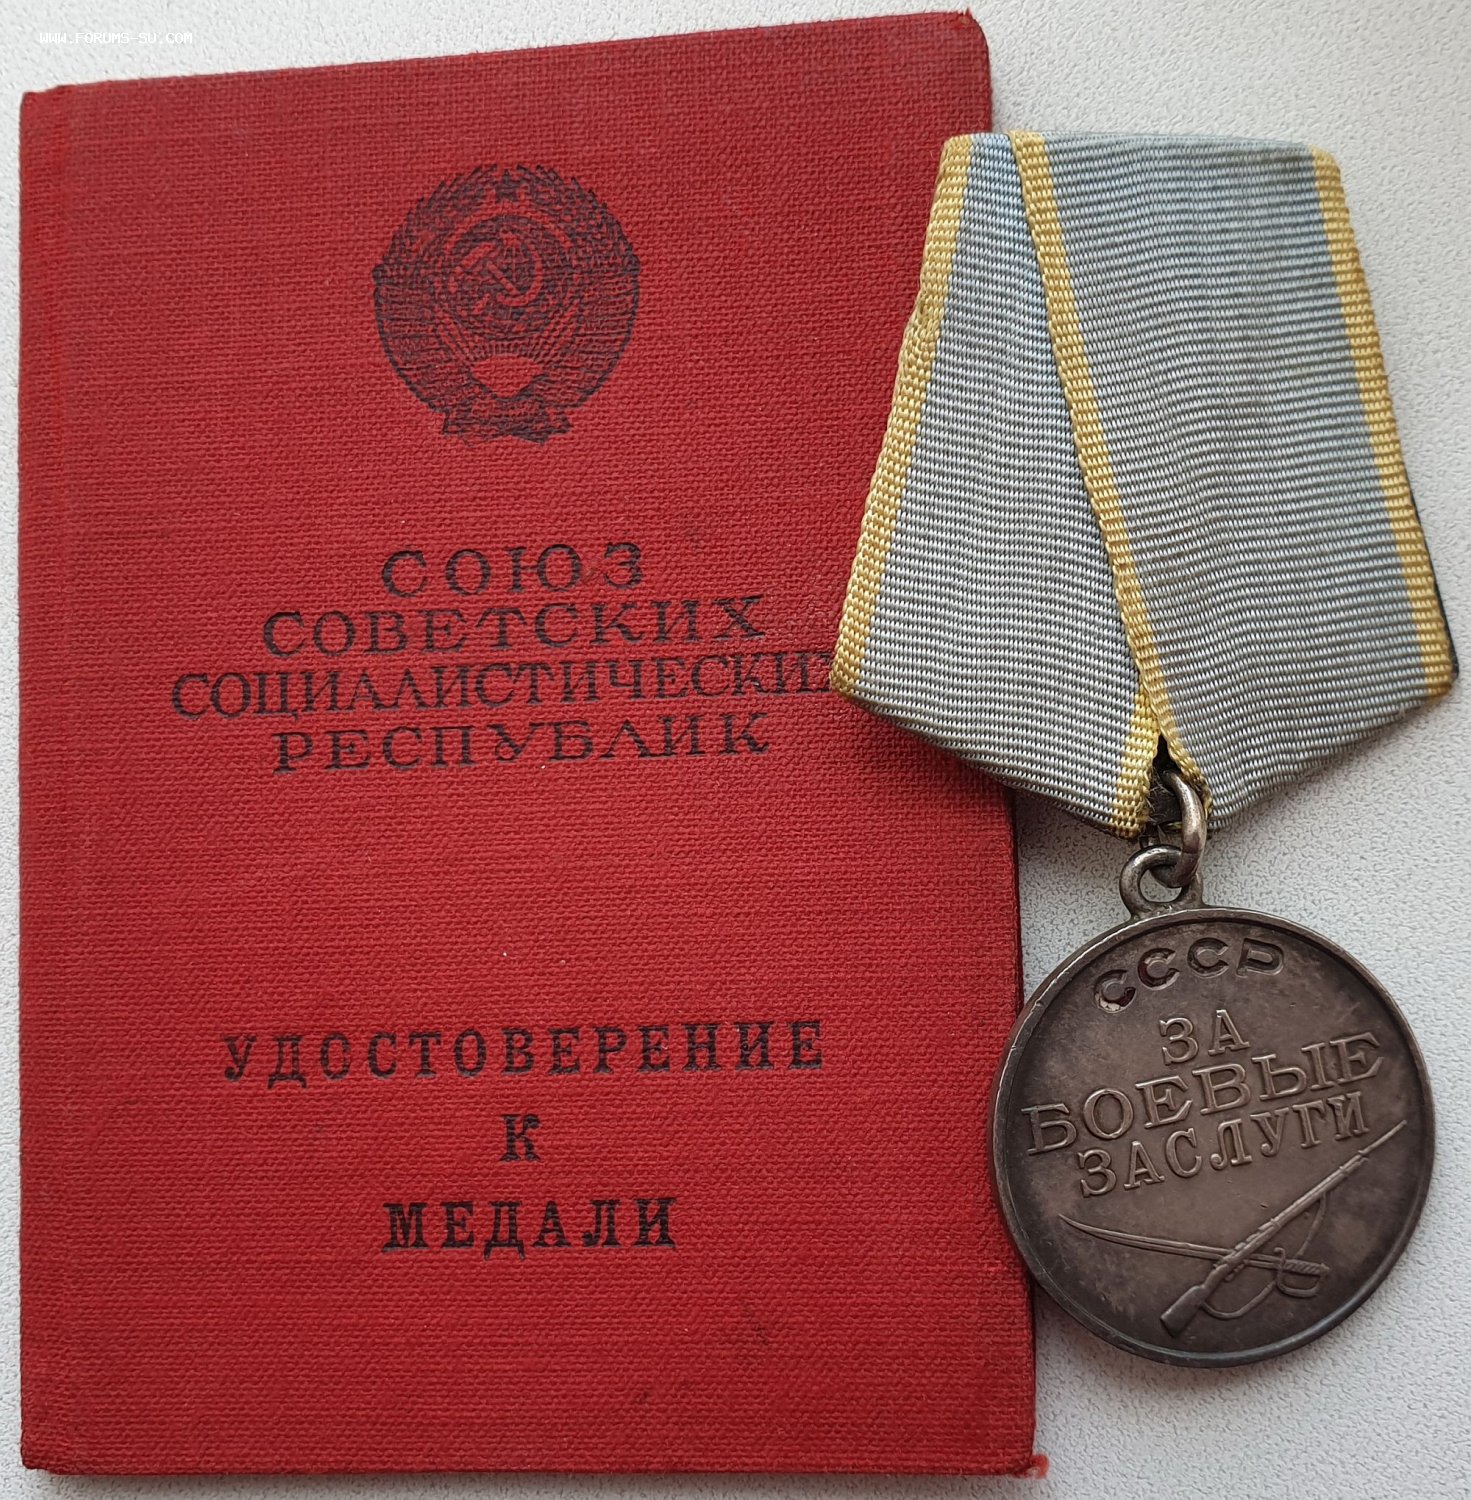 WWW.FORUMS-SU.COM
СОЮЗ
СОВЕТСКИХ
СОЦИАЛИСТИЧЕСКИХ
РЕСПУБЛИК
УДОСТОВЕРЕНИЕ
К
МЕДАЛИ
СССР
ЗА
БОЕВЫЕ
ЗАСЛУГИ